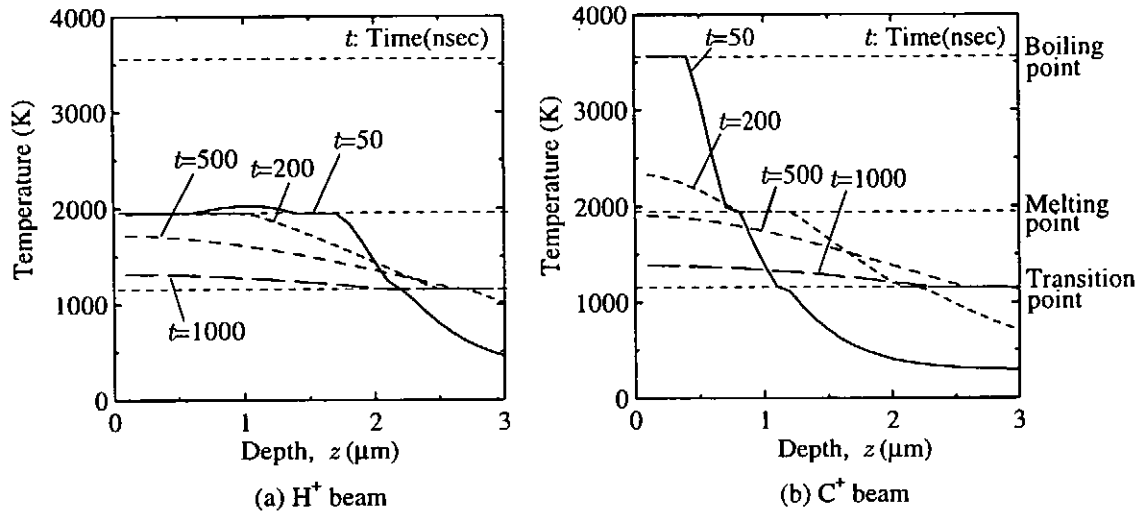 t: Time(nsec)
t=50
t=500
t=200
t=1000
Temperature (K)
4000
3000
2000
1000
0
0
1
2
3
Depth, z (μm)
(a) H⁺ beam
t: Time(nsec)
t=50
t=200
t=500
t=1000
Temperature (K)
4000
3000
2000
1000
0
0
1
2
3
Depth, z (μm)
(b) C⁺ beam
Boiling
point
Melting
point
Transition
point